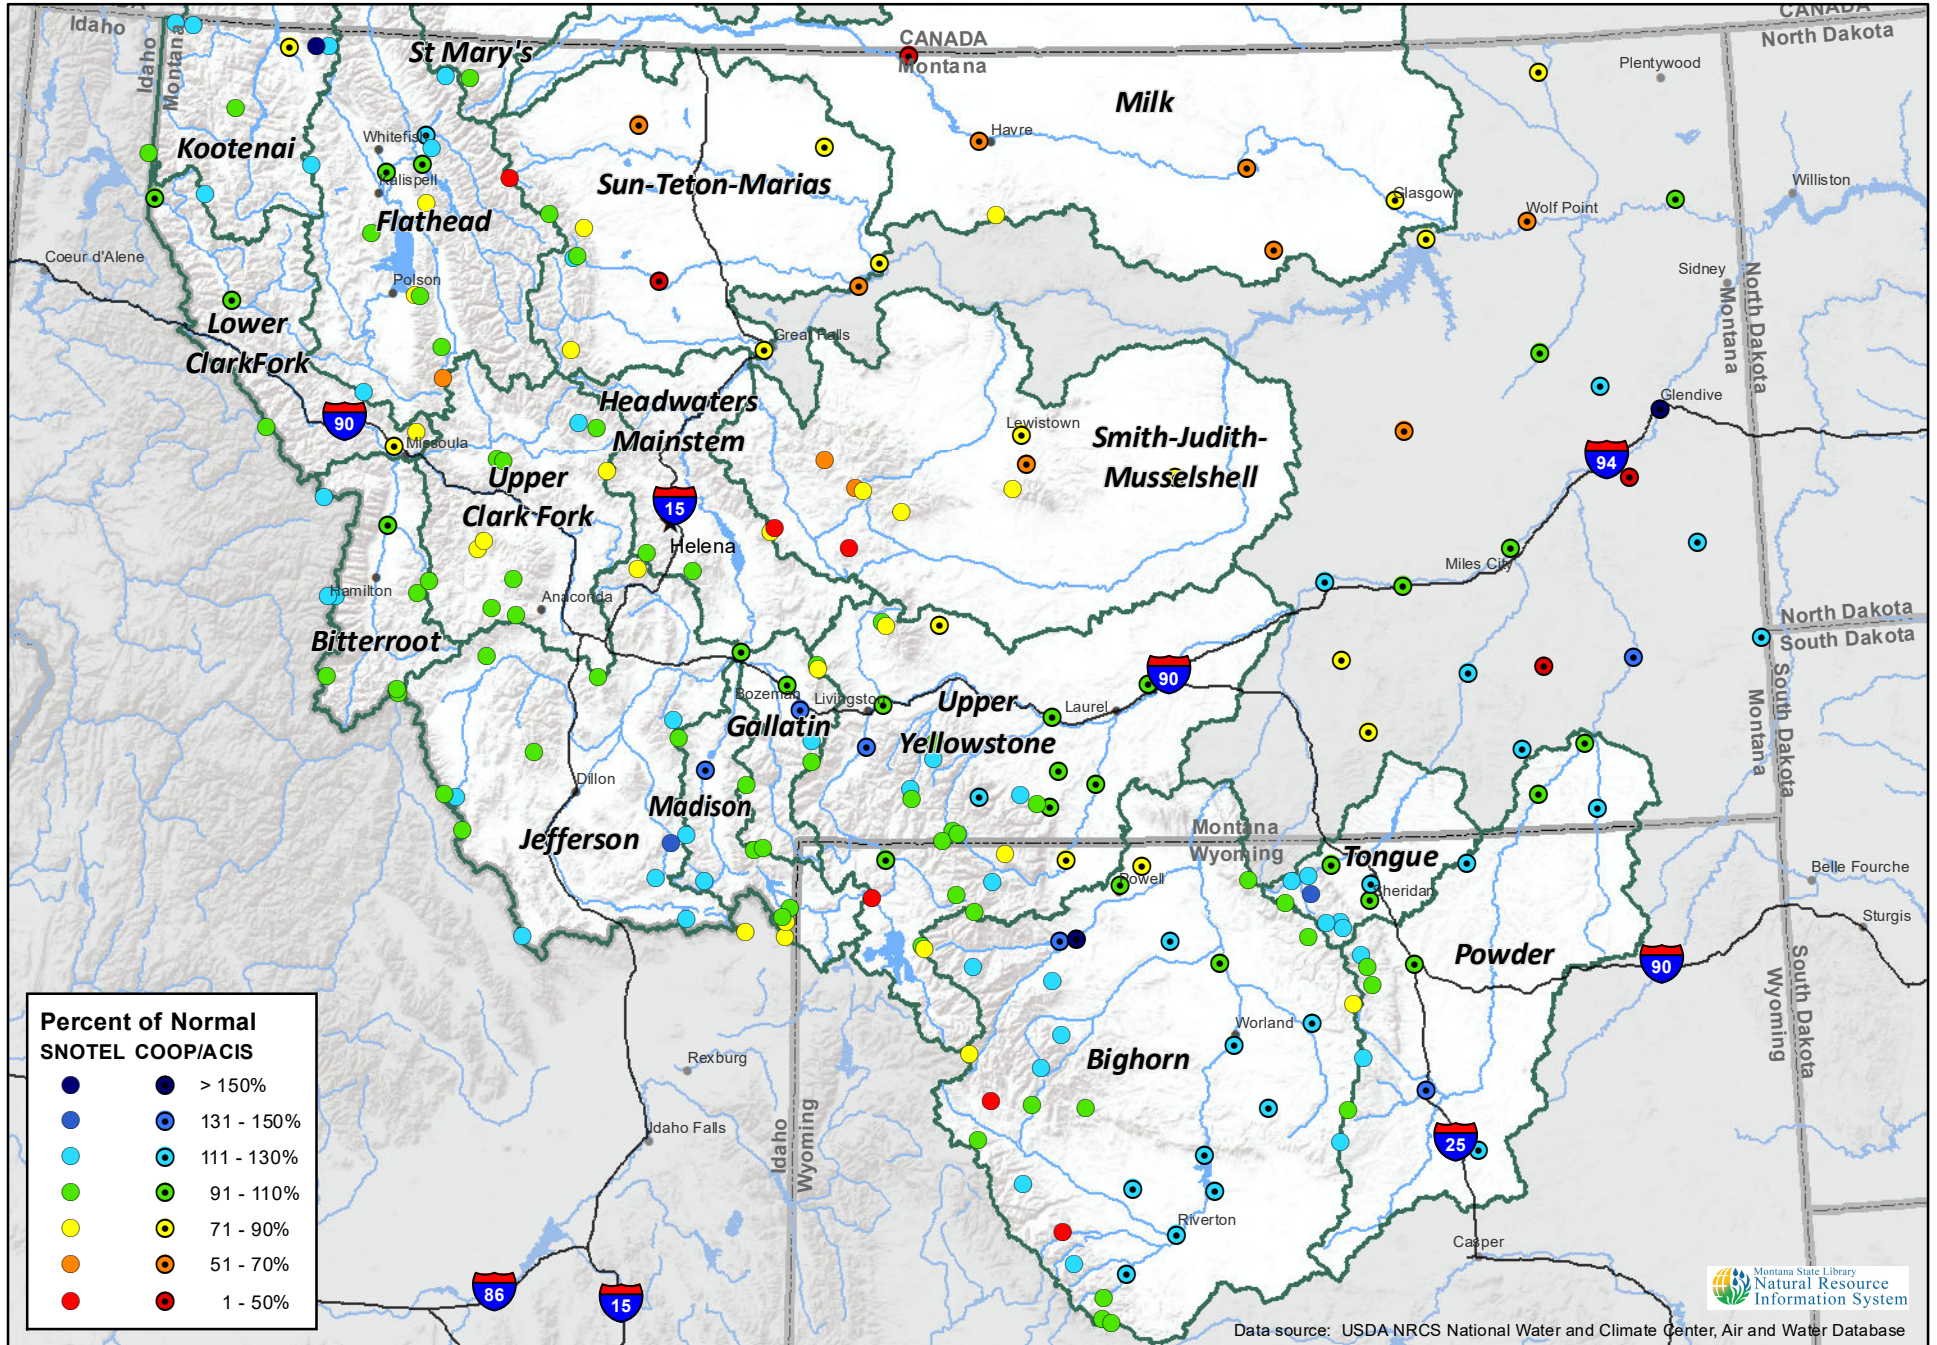 CANADA
Idaho
Idaho
Montana
CANADA
Montana
CANADA
North Dakota
St Mary's
Plentywood
Milk
Whitefish
Havre
Kootenai
Kalispell
Sun-Teton-Marias
Glasgow
Williston
Wolf Point
Flathead
Coeur d'Alene
Polson
Sidney
North Dakota
Montana
Lower
ClarkFork
Great Falls
Headwaters
Mainstem
Glendive
90
Missoula
Lewistown
Smith-Judith-
Musselshell
94
Upper
Clark Fork
15
Helena
Miles City
Hamilton
Anaconda
North Dakota
South Dakota
Bitterroot
90
Bozeman
Livingston
Laurel
Gallatin
Upper
Yellowstone
South Dakota
Montana
Dillon
Madison
Jefferson
Montana
Wyoming
Tongue
Powell
Sheridan
Belle Fourche
Sturgis
Powder
90
South Dakota
Wyoming
Worland
Bighorn
Rexburg
Idaho Falls
Idaho
Wyoming
25
Riverton
Casper
86
15
Percent of Normal
SNOTEL COOP/ACIS
> 150%
131 - 150%
111 - 130%
91 - 110%
71 - 90%
51 - 70%
1 - 50%
Montana State Library
Natural Resource
Information System
Data source: USDA NRCS National Water and Climate Center, Air and Water Database